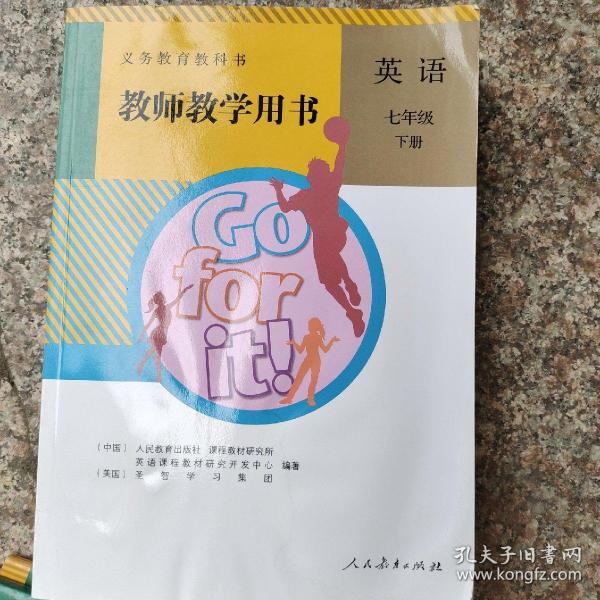 义务教育教科书
教师教学用书
英语
七年级
下册
Go
for
it!
（中国）人民教育出版社 课程教材研究所
英语课程教材研究开发中心 编著
（美国）圣智学习集团
人民教育出版社
孔夫子旧书网
www.kongfz.com